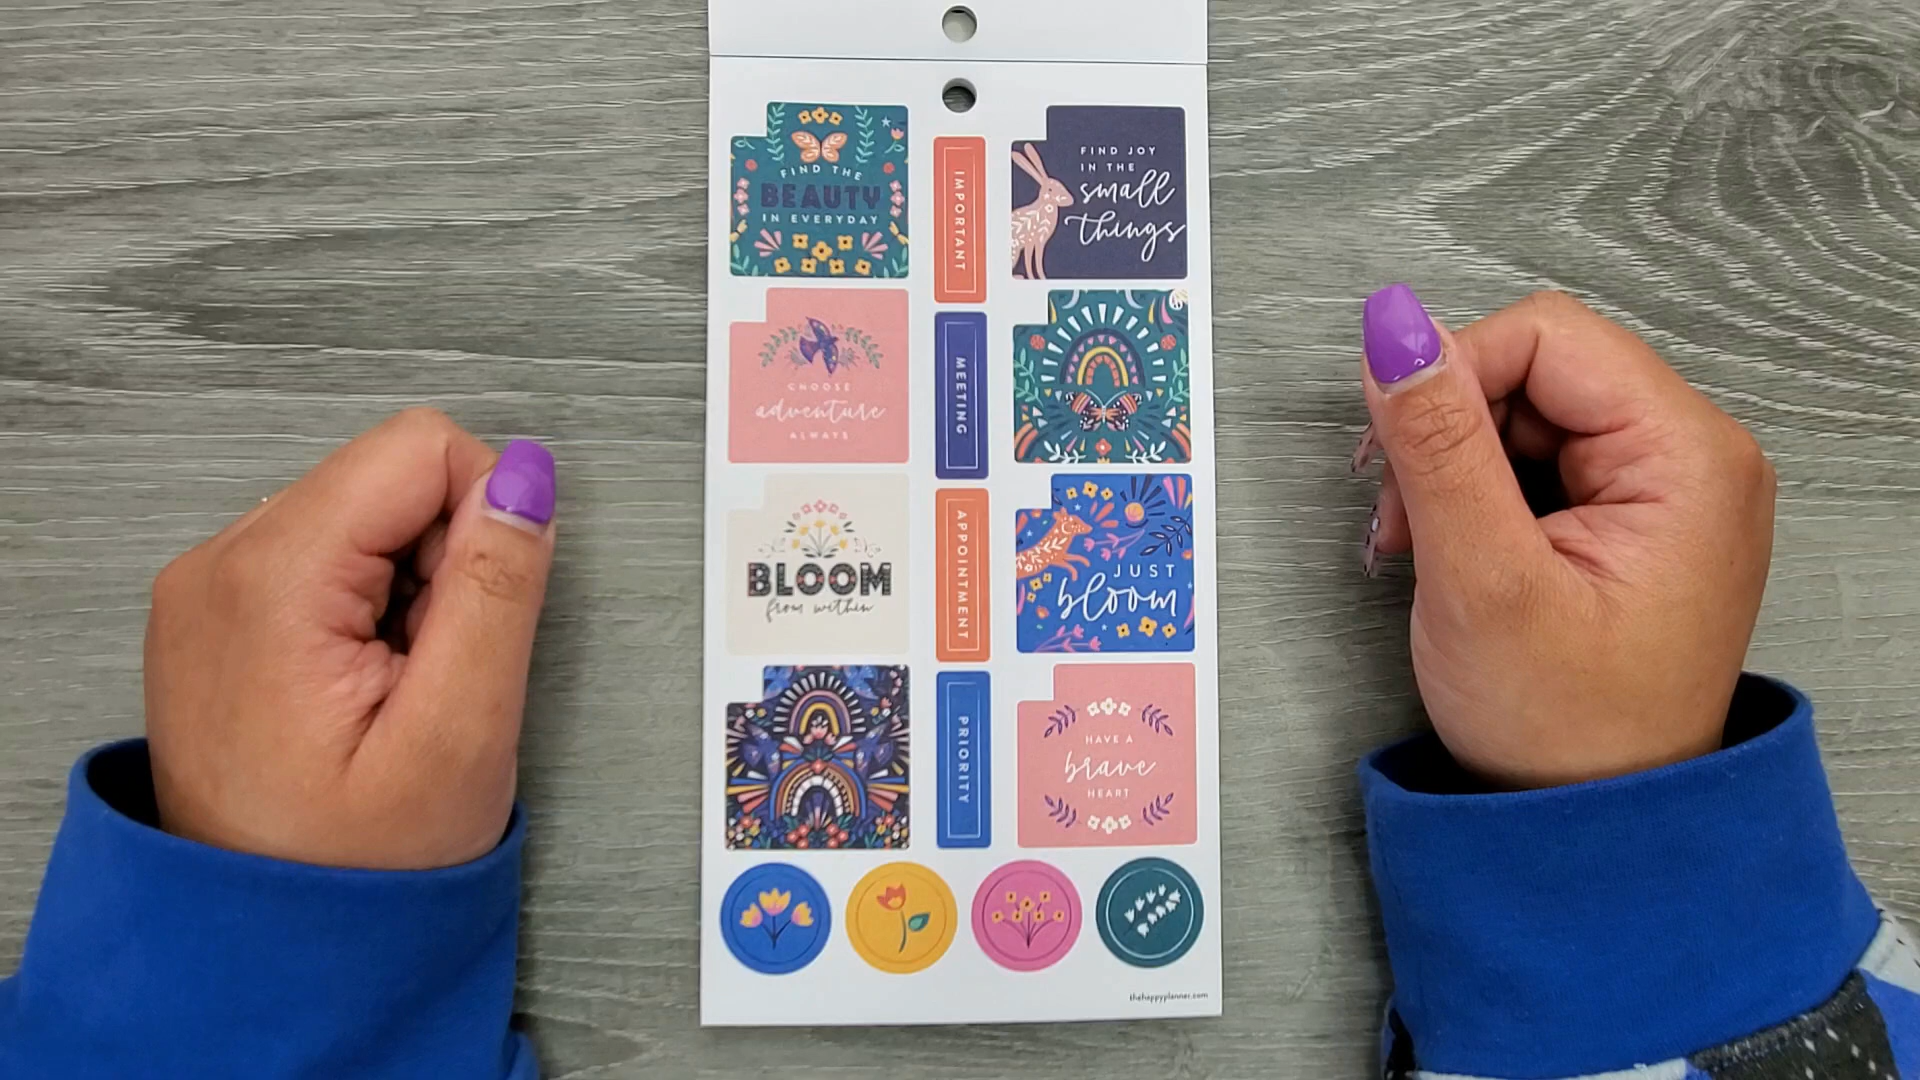 FIND THE
BEAUTY
IN EVERYDAY
IMPORTANT
FIND JOY
IN THE
small
things
CHOOSE
adventure
ALWAYS
MEETING
BLOOM
from within
APPOINTMENT
JUST
bloom
PRIORITY
HAVE A
brave
HEART
thehappyplanner.com